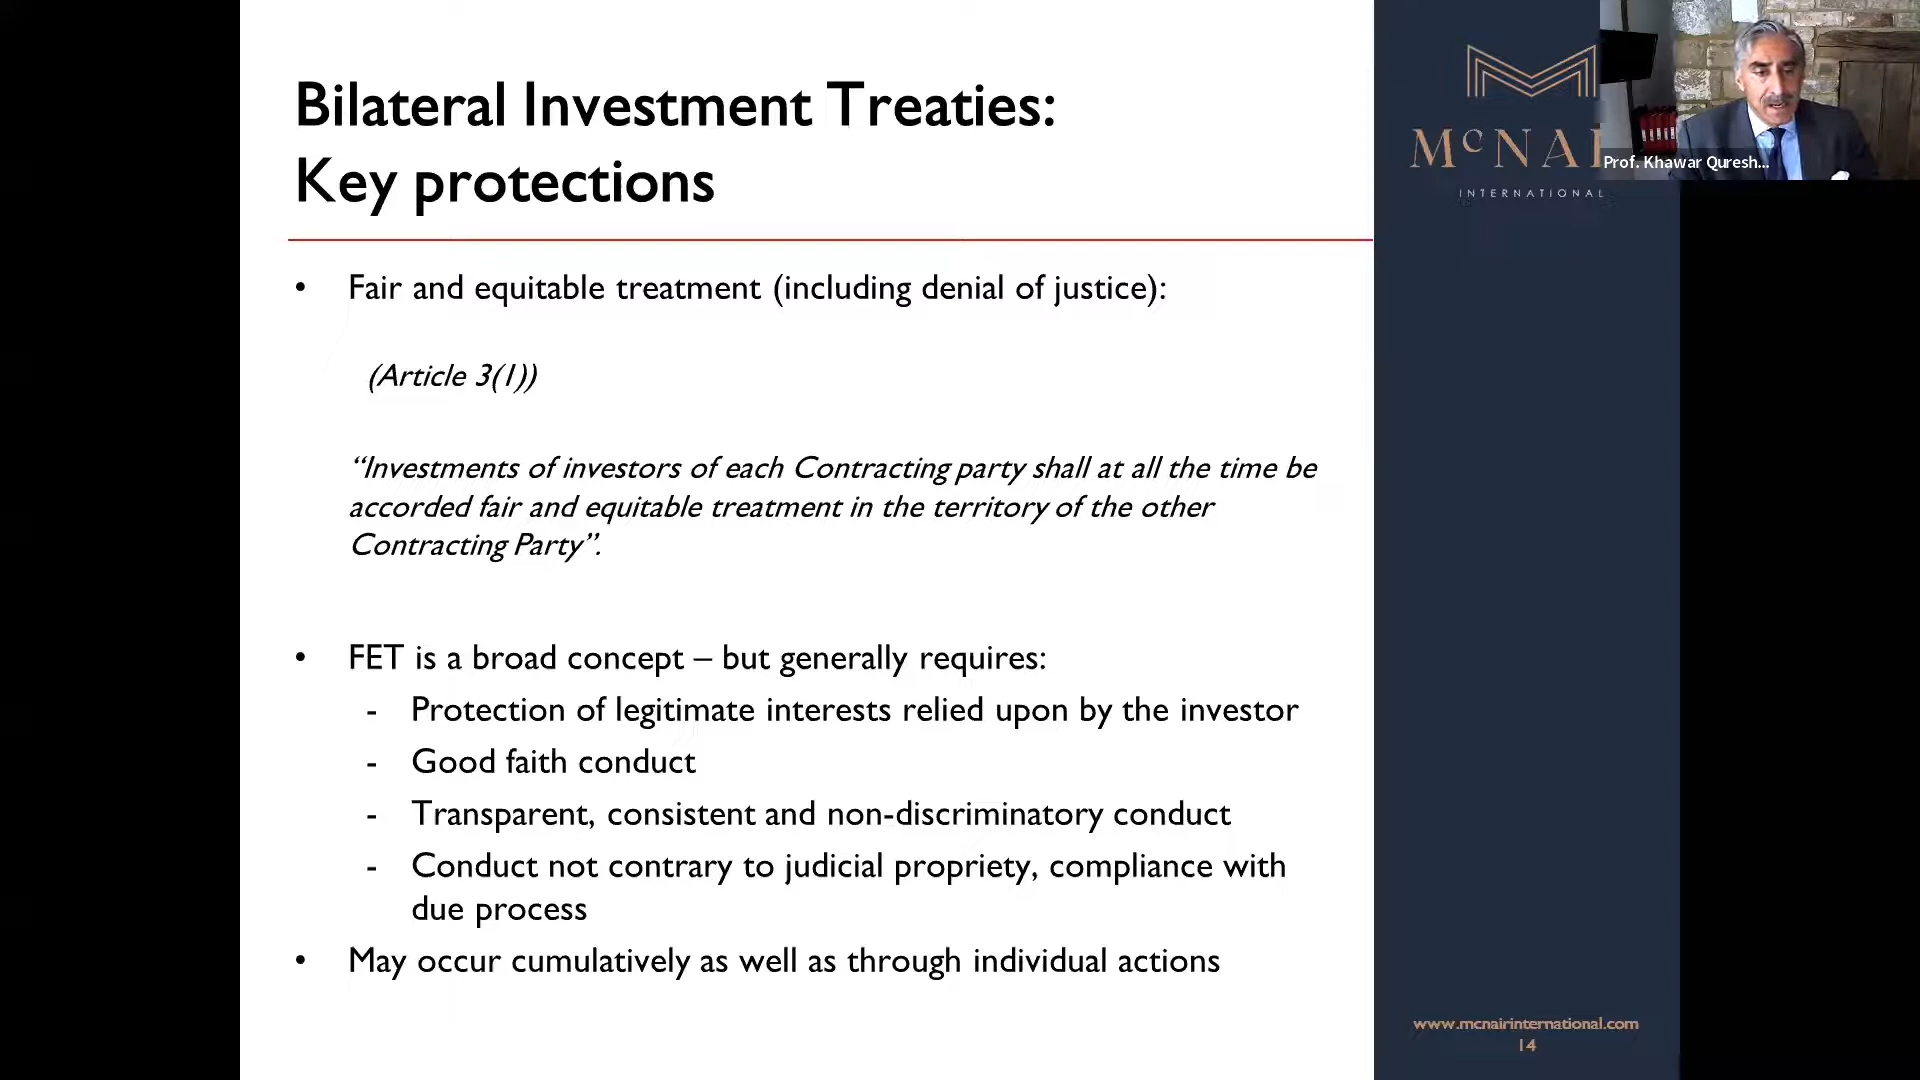 Bilateral Investment Treaties:
Key protections
• Fair and equitable treatment (including denial of justice):
(Article 3(1))
“Investments of investors of each Contracting party shall at all the time be
accorded fair and equitable treatment in the territory of the other
Contracting Party”.
• FET is a broad concept – but generally requires:
- Protection of legitimate interests relied upon by the investor
- Good faith conduct
- Transparent, consistent and non-discriminatory conduct
- Conduct not contrary to judicial propriety, compliance with
due process
• May occur cumulatively as well as through individual actions
McNAI
INTERNATIONAL
Prof. Khawar Quresh...
www.mcnairinternational.com
14